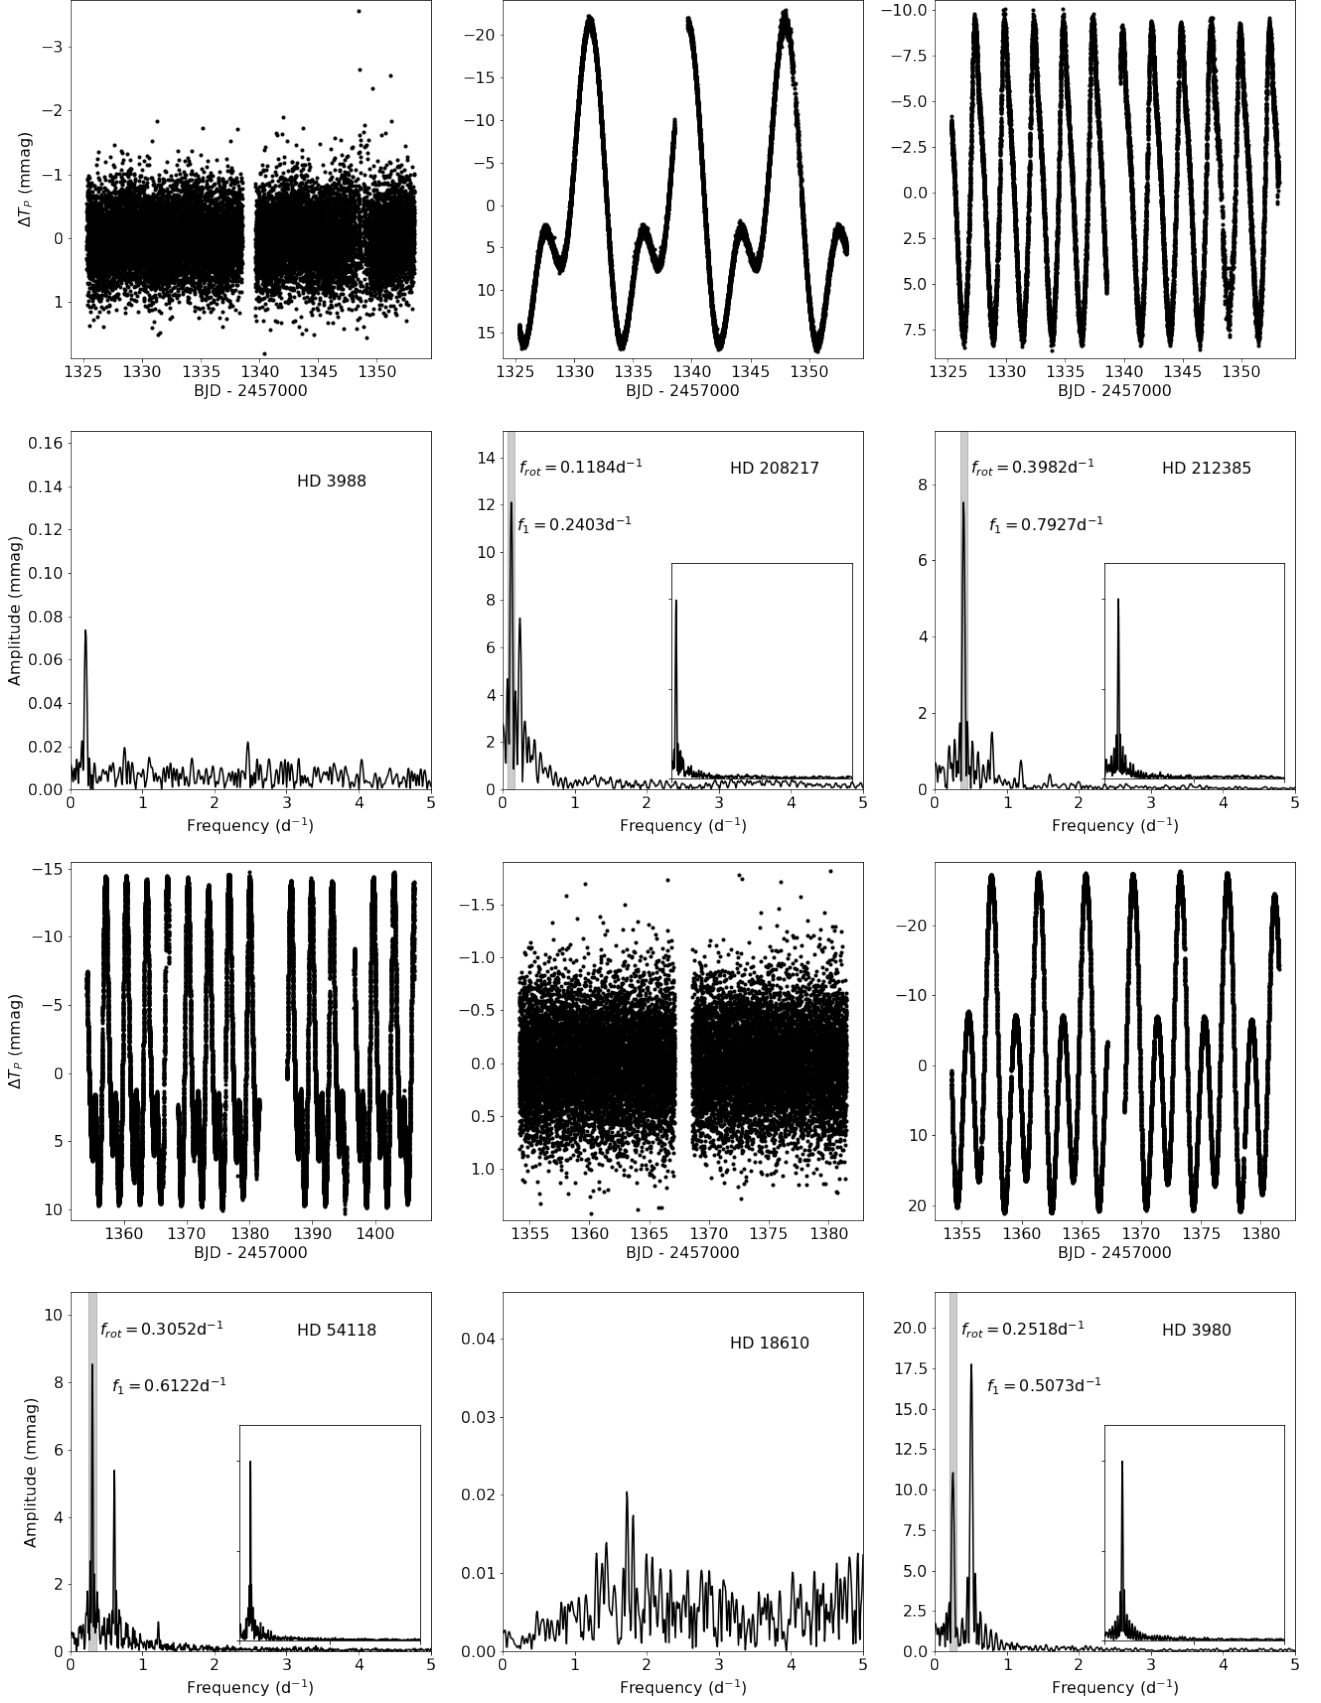 −3
−2
−1
0
1
ΔT_P (mmag)
1325 1330 1335 1340 1345 1350
BJD - 2457000
−20
−15
−10
−5
0
5
10
15
1330 1335 1340 1345 1350
BJD - 2457000
−10.0
−7.5
−5.0
−2.5
0.0
2.5
5.0
7.5
1325 1330 1335 1340 1345 1350
BJD - 2457000
0.16
0.14
0.12
0.10
0.08
0.06
0.04
0.02
0.00
Amplitude (mmag)
HD 3988
0 1 2 3 4 5
Frequency (d⁻¹)
14
12
10
8
6
4
2
0
f_rot = 0.1184d⁻¹
HD 208217
f₁ = 0.2403d⁻¹
0 1 2 3 4 5
Frequency (d⁻¹)
8
6
4
2
0
f_rot = 0.3982d⁻¹
HD 212385
f₁ = 0.7927d⁻¹
0 1 2 3 4 5
Frequency (d⁻¹)
−15
−10
−5
0
5
10
ΔT_P (mmag)
1360 1370 1380 1390 1400
BJD - 2457000
−1.5
−1.0
−0.5
0.0
0.5
1.0
1355 1360 1365 1370 1375 1380
BJD - 2457000
−20
−10
0
10
20
1355 1360 1365 1370 1375 1380
BJD - 2457000
10
8
6
4
2
0
Amplitude (mmag)
f_rot = 0.3052d⁻¹
HD 54118
f₁ = 0.6122d⁻¹
0 1 2 3 4 5
Frequency (d⁻¹)
0.04
0.03
0.02
0.01
0.00
HD 18610
0 1 2 3 4 5
Frequency (d⁻¹)
20.0
17.5
15.0
12.5
10.0
7.5
5.0
2.5
0.0
f_rot = 0.2518d⁻¹
HD 3980
f₁ = 0.5073d⁻¹
0 1 2 3 4 5
Frequency (d⁻¹)